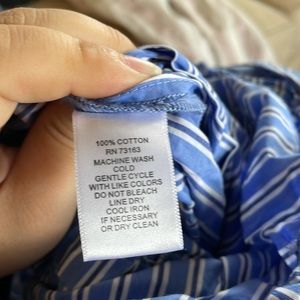 100% COTTON
RN 73163
MACHINE WASH
COLD
GENTLE CYCLE
WITH LIKE COLORS
DO NOT BLEACH
LINE DRY
COOL IRON
IF NECESSARY
OR DRY CLEAN